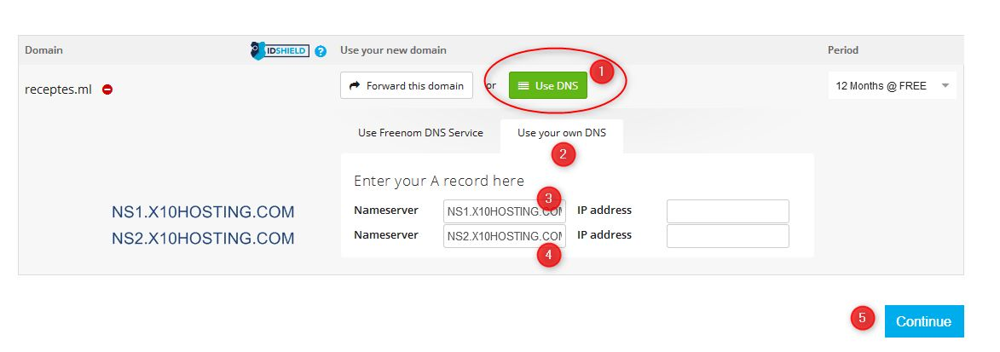 Domain IDSHIELD ? Use your new domain Period
receptes.ml Forward this domain or Use DNS 1 12 Months @ FREE
Use Freenom DNS Service Use your own DNS
2
Enter your A record here
3
NS1.X10HOSTING.COM Nameserver NS1.X10HOSTING.COM IP address
NS2.X10HOSTING.COM Nameserver NS2.X10HOSTING.COM IP address
4
5 Continue